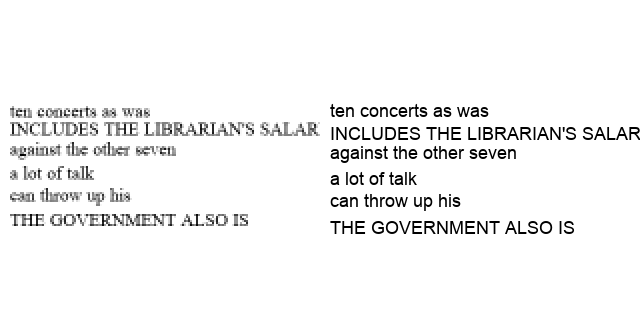 ten concerts as was ten concerts as was
INCLUDES THE LIBRARIAN'S SALAR INCLUDES THE LIBRARIAN'S SALAR
against the other seven against the other seven
a lot of talk a lot of talk
can throw up his can throw up his
THE GOVERNMENT ALSO IS THE GOVERNMENT ALSO IS